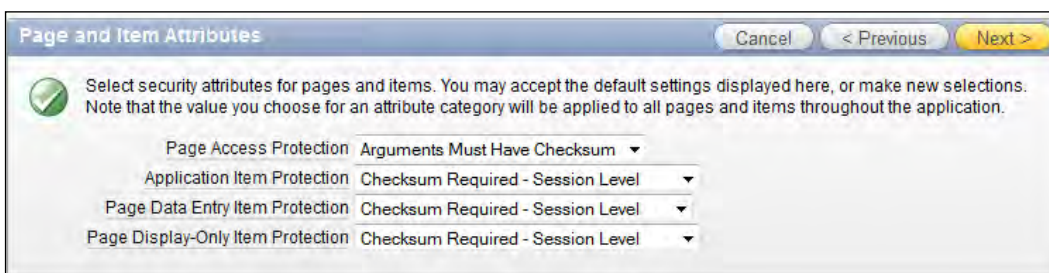 Page and Item Attributes Cancel < Previous Next >
Select security attributes for pages and items. You may accept the default settings displayed here, or make new selections.
Note that the value you choose for an attribute category will be applied to all pages and items throughout the application.
Page Access Protection Arguments Must Have Checksum
Application Item Protection Checksum Required - Session Level
Page Data Entry Item Protection Checksum Required - Session Level
Page Display-Only Item Protection Checksum Required - Session Level